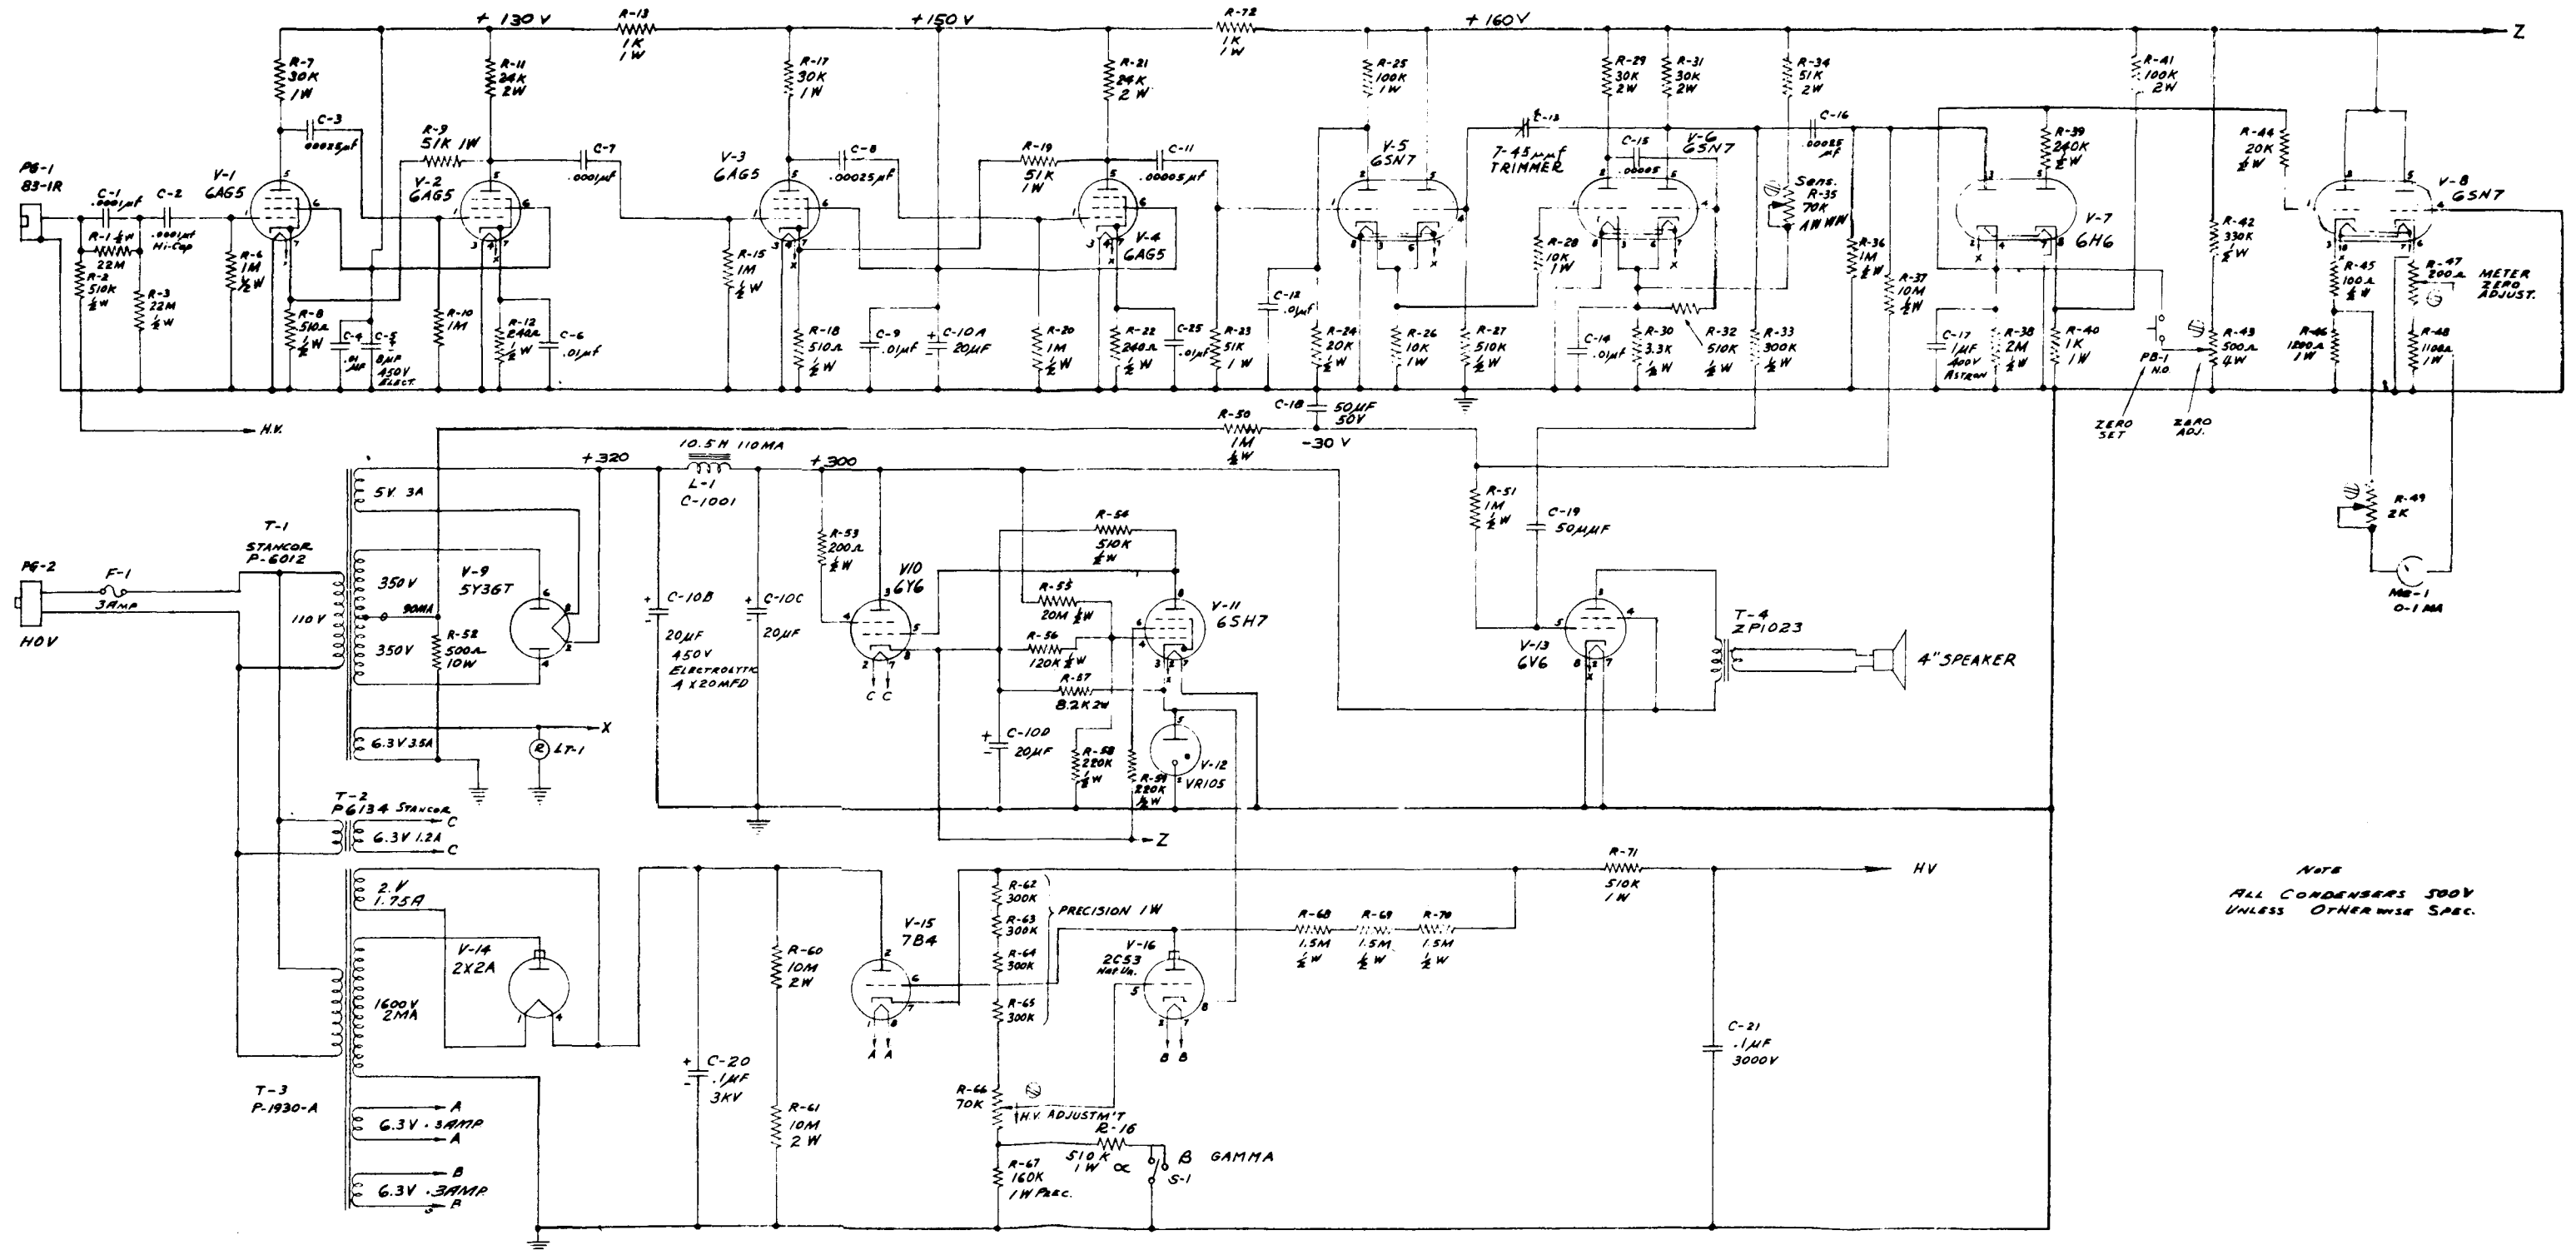 + 130 V
R-13
1K
1W
+150 V
R-72
1K
1W
+ 160V
Z
R-7
30K
1W
R-11
24K
2W
R-17
30K
1W
R-21
24K
2W
R-25
100K
1W
R-29
30K
2W
R-31
30K
2W
R-34
51K
2W
R-41
100K
2W
C-3
.00025µf
R-9
51K 1W
C-7
.0001µf
C-8
.00025µf
R-19
51K
1W
C-11
.00005µf
C-13
7-45µµf
TRIMMER
C-15
.00005
C-16
.00025
µf
R-39
240K
½W
R-44
20K
½W
PG-1
83-1R
C-1
.0001µf
C-2
.0001µf
Hi-Cap
V-1
6AG5
V-2
6AG5
V-3
6AG5
V-4
6AG5
V-5
6SN7
V-6
6SN7
Sens.
R-35
70K
4WWW
V-7
6H6
V-8
6SN7
R-1 ½W
22M
R-2
510K
½W
R-3
22M
½W
R-6
1M
½W
R-8
510Ω
½W
C-4
.01
µF
C-5
8µF
450V
ELECT.
R-10
1M
R-12
240Ω
½W
C-6
.01µf
R-15
1M
½W
R-18
510Ω
½W
C-9
.01µf
C-10A
20µF
R-20
1M
½W
R-22
240Ω
½W
C-25
.01µf
R-23
51K
1W
C-12
.01µf
R-24
20K
½W
R-26
10K
1W
R-27
510K
½W
R-28
10K
1W
C-14
.01µf
R-30
3.3K
½W
R-32
510K
½W
R-33
300K
½W
R-36
1M
½W
R-37
10M
½W
C-17
1µF
400V
ASTRON
R-38
2M
½W
R-40
1K
1W
PB-1
N.O.
R-42
330K
½W
R-43
500Ω
4W
R-45
100Ω
½W
R-46
1200Ω
1W
R-47
200Ω
METER
ZERO
ADJUST.
R-48
1100Ω
1W
ZERO
SET
ZERO
ADJ.
H.V.
C-18
50µF
50V
R-50
1M
½W
-30 V
R-49
2K
ME-1
0-1 MA
T-1
STANCOR
P-6012
5V 3A
+320
10.5H 110MA
L-1
C-1001
+300
350V
90MA
350V
110V
R-52
500Ω
10W
V-9
5Y3GT
C-10B
20µF
450V
ELECTROLYTIC
4 X 20MFD
C-10C
20µF
R-53
200Ω
½W
V10
6Y6
C C
R-54
510K
½W
R-55
20M ½W
R-56
120K ½W
R-57
8.2K 2W
V-11
6SH7
C-10D
20µF
R-58
220K
½W
R-59
220K
½W
V-12
VR105
R-51
1M
½W
C-19
50µµF
V-13
6V6
T-4
ZP1023
4" SPEAKER
PG-2
F-1
3AMP
HOV
6.3V 3.5A
X
LT-1
T-2
P6134 STANCOR
6.3V 1.2A
C
C
Z
2.V
1.75A
V-14
2X2A
1600V
2MA
T-3
P-1930-A
A
6.3V .3AMP
A
B
6.3V .3AMP.
B
C-20
.1µF
3KV
R-60
10M
2W
R-61
10M
2W
V-15
7B4
A A
R-62
300K
R-63
300K
R-64
300K
R-65
300K
PRECISION 1W
R-66
70K
H.V. ADJUSTM'T
R-16
510K
1W
R-67
160K
1W PREC.
α
β GAMMA
S-1
V-16
2C53
Nat Un.
B B
R-68
1.5M
½W
R-69
1.5M
½W
R-70
1.5M
½W
R-71
510K
1W
HV
C-21
.1µF
3000V
NOTE
ALL CONDENSERS 500V
UNLESS OTHERWISE SPEC.